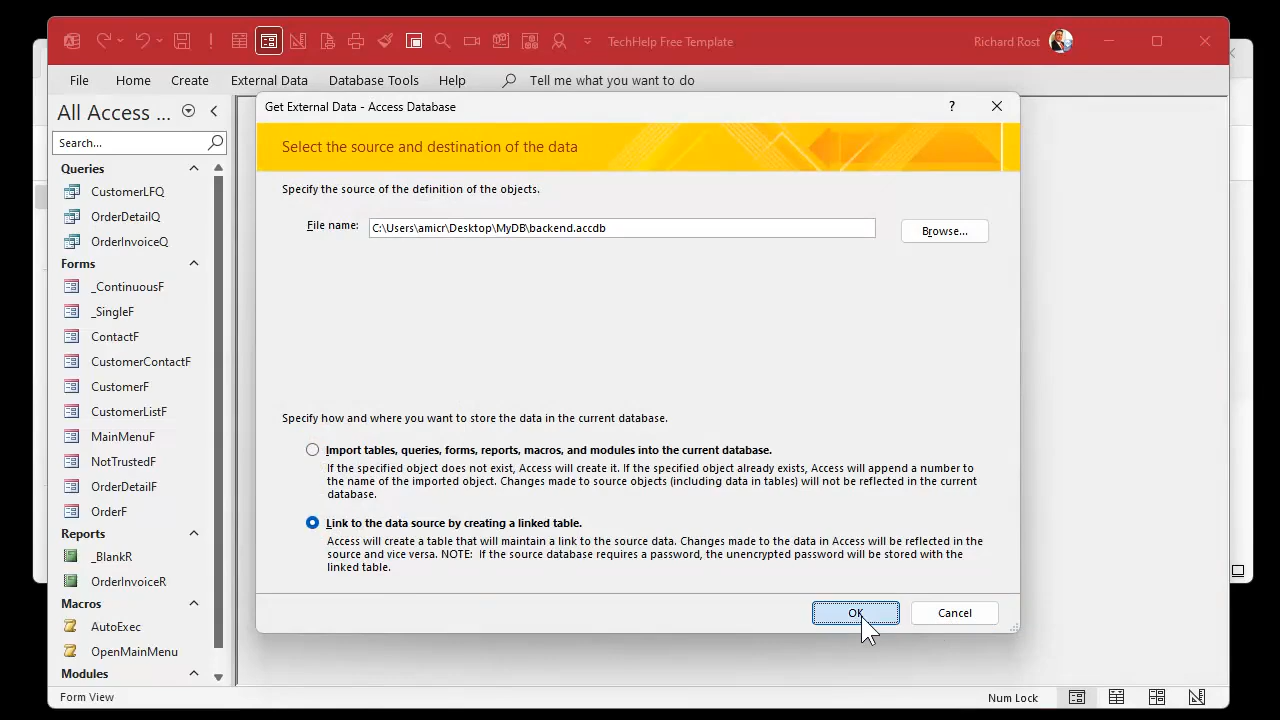 TechHelp Free Template
Richard Rost
File Home Create External Data Database Tools Help Tell me what you want to do
All Access ...
Search...
Queries
CustomerLFQ
OrderDetailQ
OrderInvoiceQ
Forms
_ContinuousF
_SingleF
ContactF
CustomerContactF
CustomerF
CustomerListF
MainMenuF
NotTrustedF
OrderDetailF
OrderF
Reports
_BlankR
OrderInvoiceR
Macros
AutoExec
OpenMainMenu
Modules
Get External Data - Access Database
?
Select the source and destination of the data
Specify the source of the definition of the objects.
File name: C:\Users\amicr\Desktop\MyDB\backend.accdb Browse...
Specify how and where you want to store the data in the current database.
Import tables, queries, forms, reports, macros, and modules into the current database.
If the specified object does not exist, Access will create it. If the specified object already exists, Access will append a number to
the name of the imported object. Changes made to source objects (including data in tables) will not be reflected in the current
database.
Link to the data source by creating a linked table.
Access will create a table that will maintain a link to the source data. Changes made to the data in Access will be reflected in the
source and vice versa. NOTE: If the source database requires a password, the unencrypted password will be stored with the
linked table.
OK Cancel
Form View
Num Lock